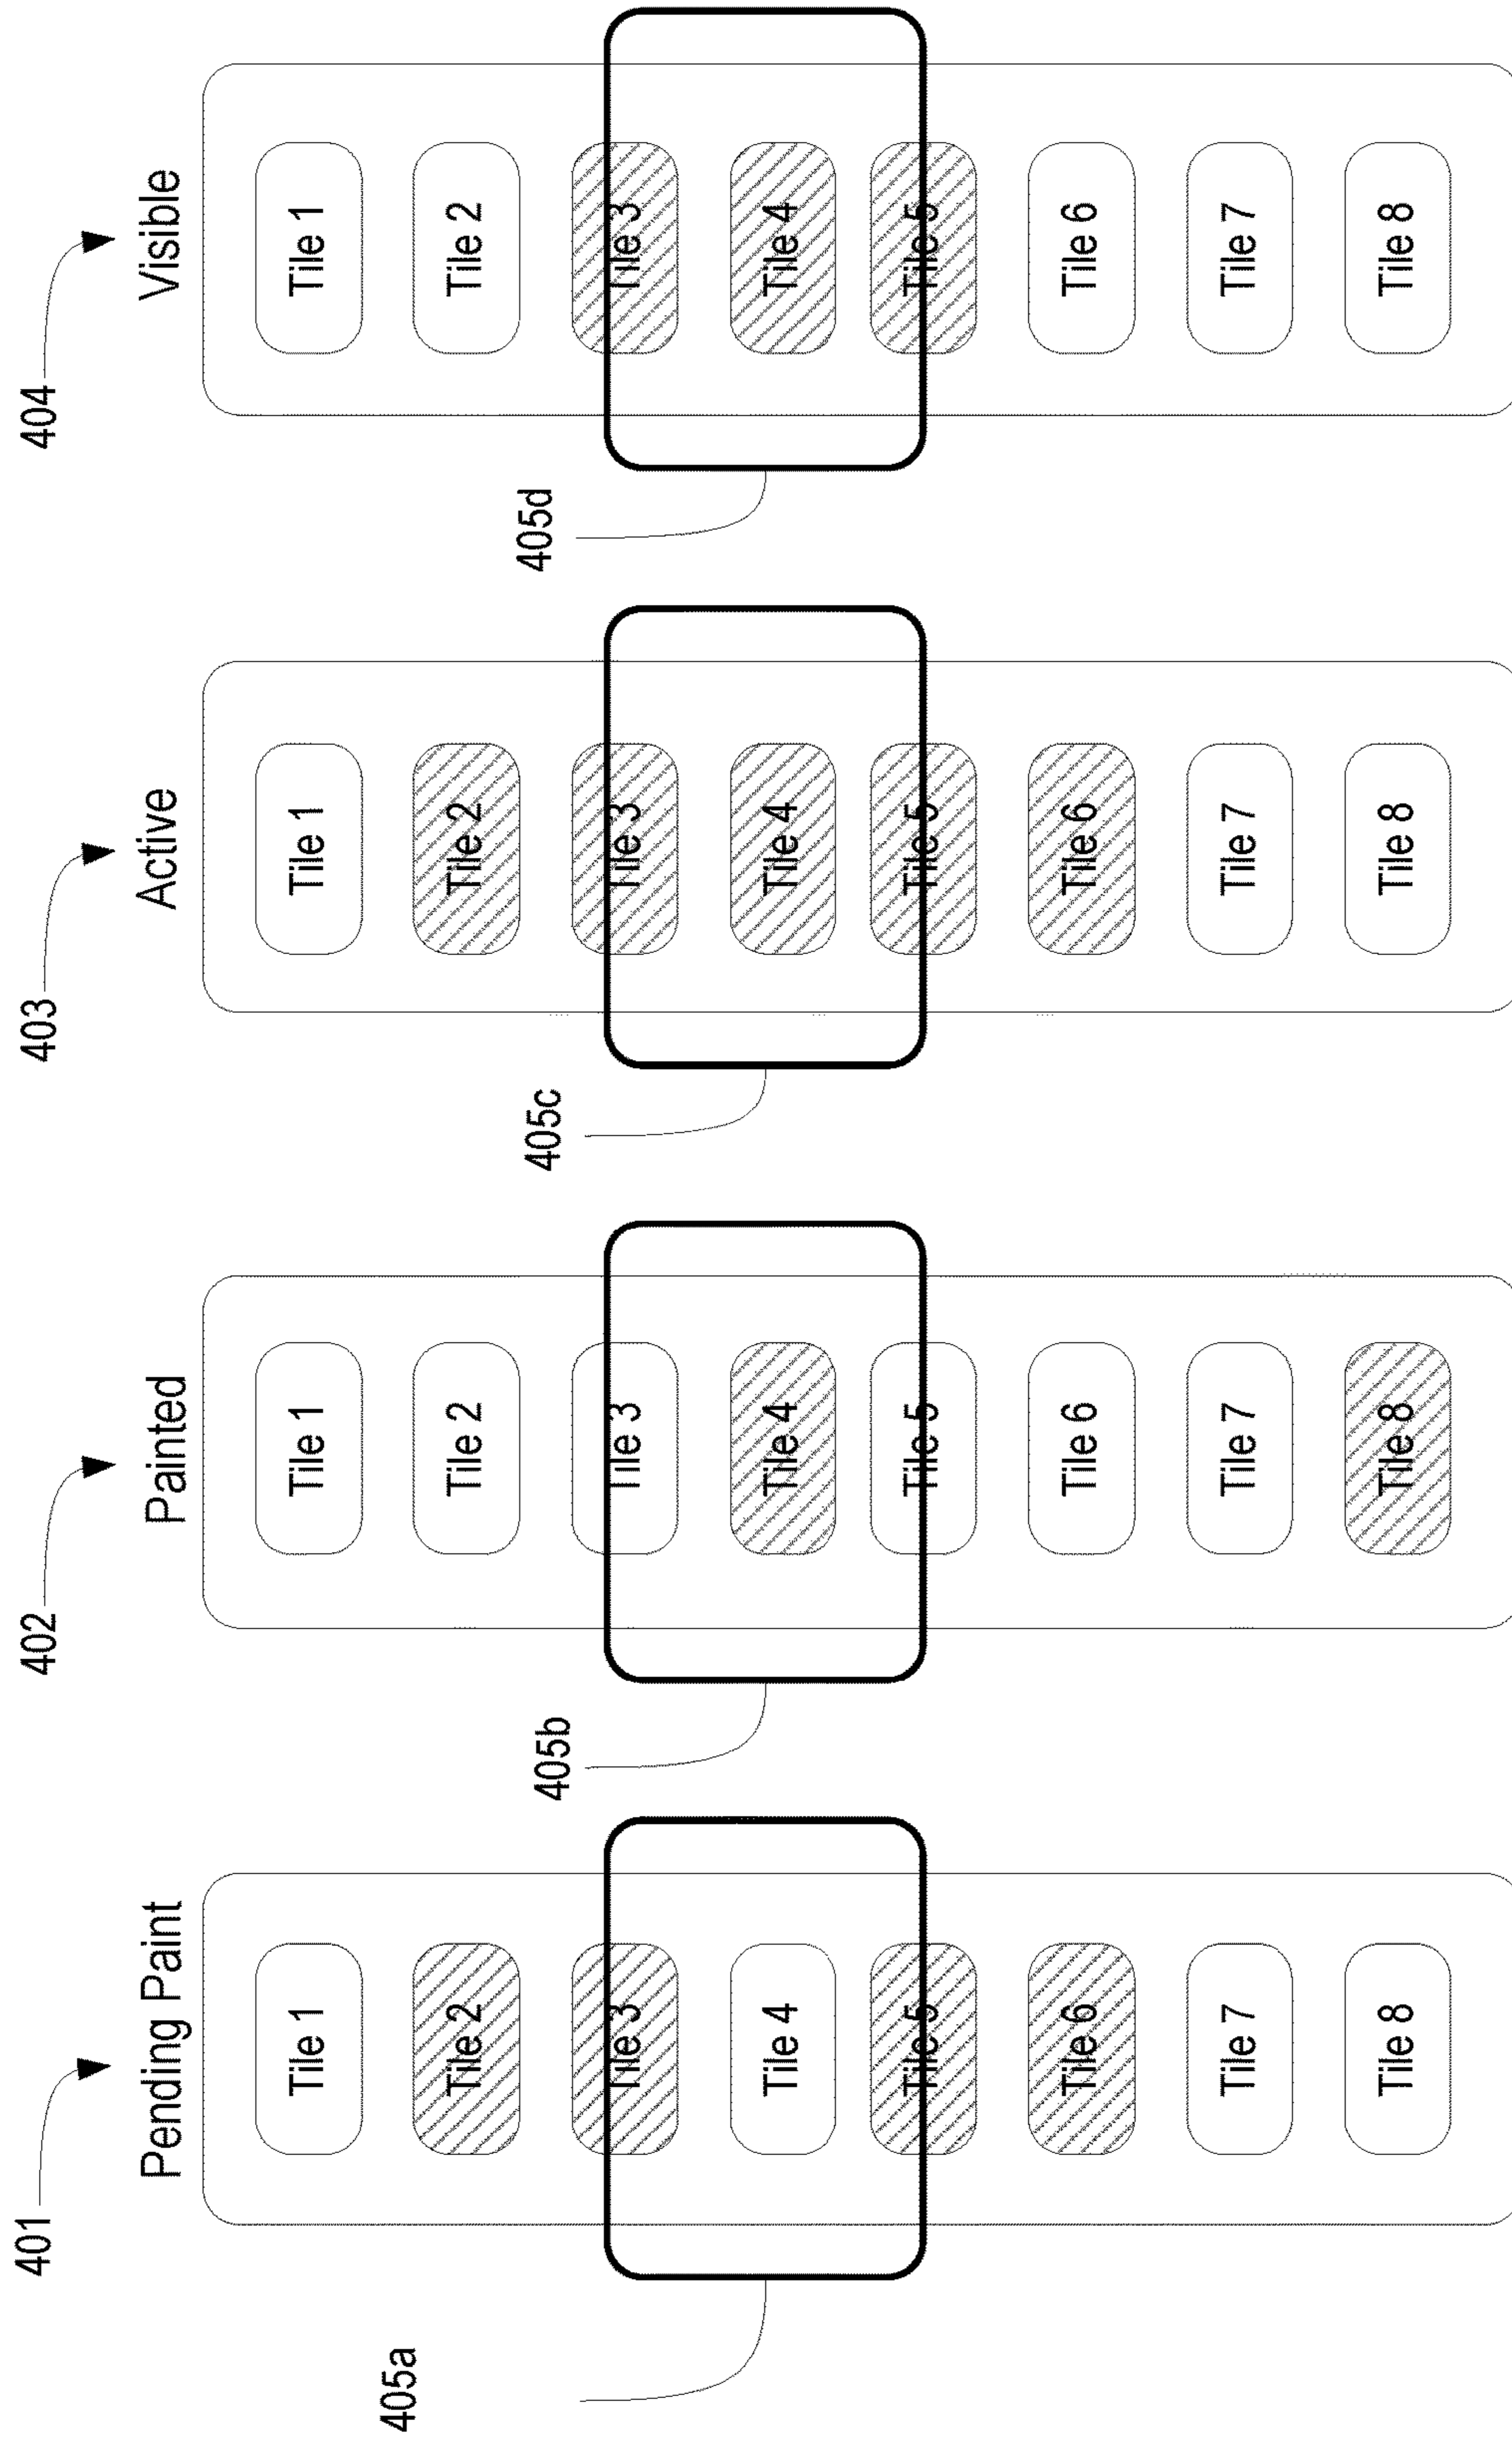 401
Pending Paint
Tile 1
Tile 2
Tile 3
Tile 4
Tile 5
Tile 6
Tile 7
Tile 8
405a
402
Painted
Tile 1
Tile 2
Tile 3
Tile 4
Tile 5
Tile 6
Tile 7
Tile 8
405b
403
Active
Tile 1
Tile 2
Tile 3
Tile 4
Tile 5
Tile 6
Tile 7
Tile 8
405c
404
Visible
Tile 1
Tile 2
Tile 3
Tile 4
Tile 5
Tile 6
Tile 7
Tile 8
405d